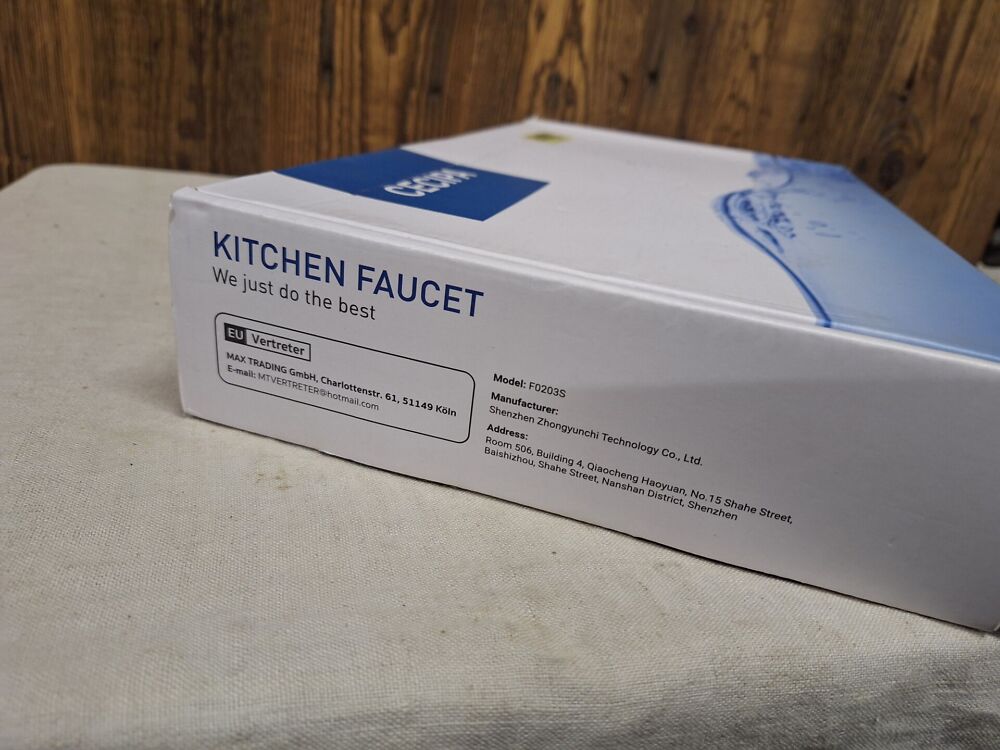 CECIPA
KITCHEN FAUCET
We just do the best
EU Vertreter
MAX TRADING GmbH, Charlottenstr. 61, 51149 Köln
E-mail: MTVERTRETER@hotmail.com
Model: F0203S
Manufacturer:
Shenzhen Zhongyunchi Technology Co., Ltd.
Address:
Room 506, Building 4, Qiaocheng Haoyuan, No.15 Shahe Street,
Baishizhou, Shahe Street, Nanshan District, Shenzhen